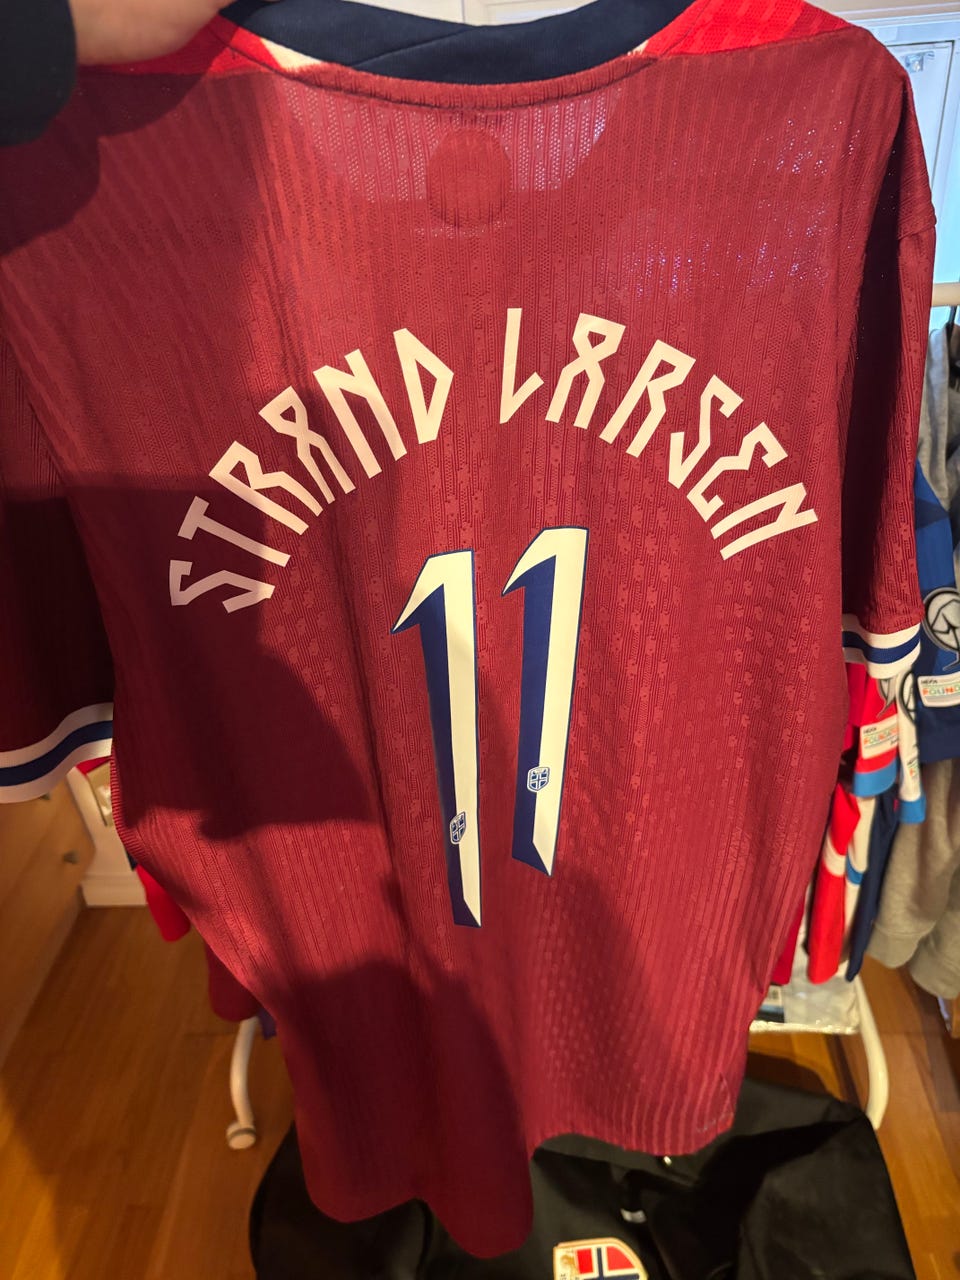 STRAND LARSEN
11